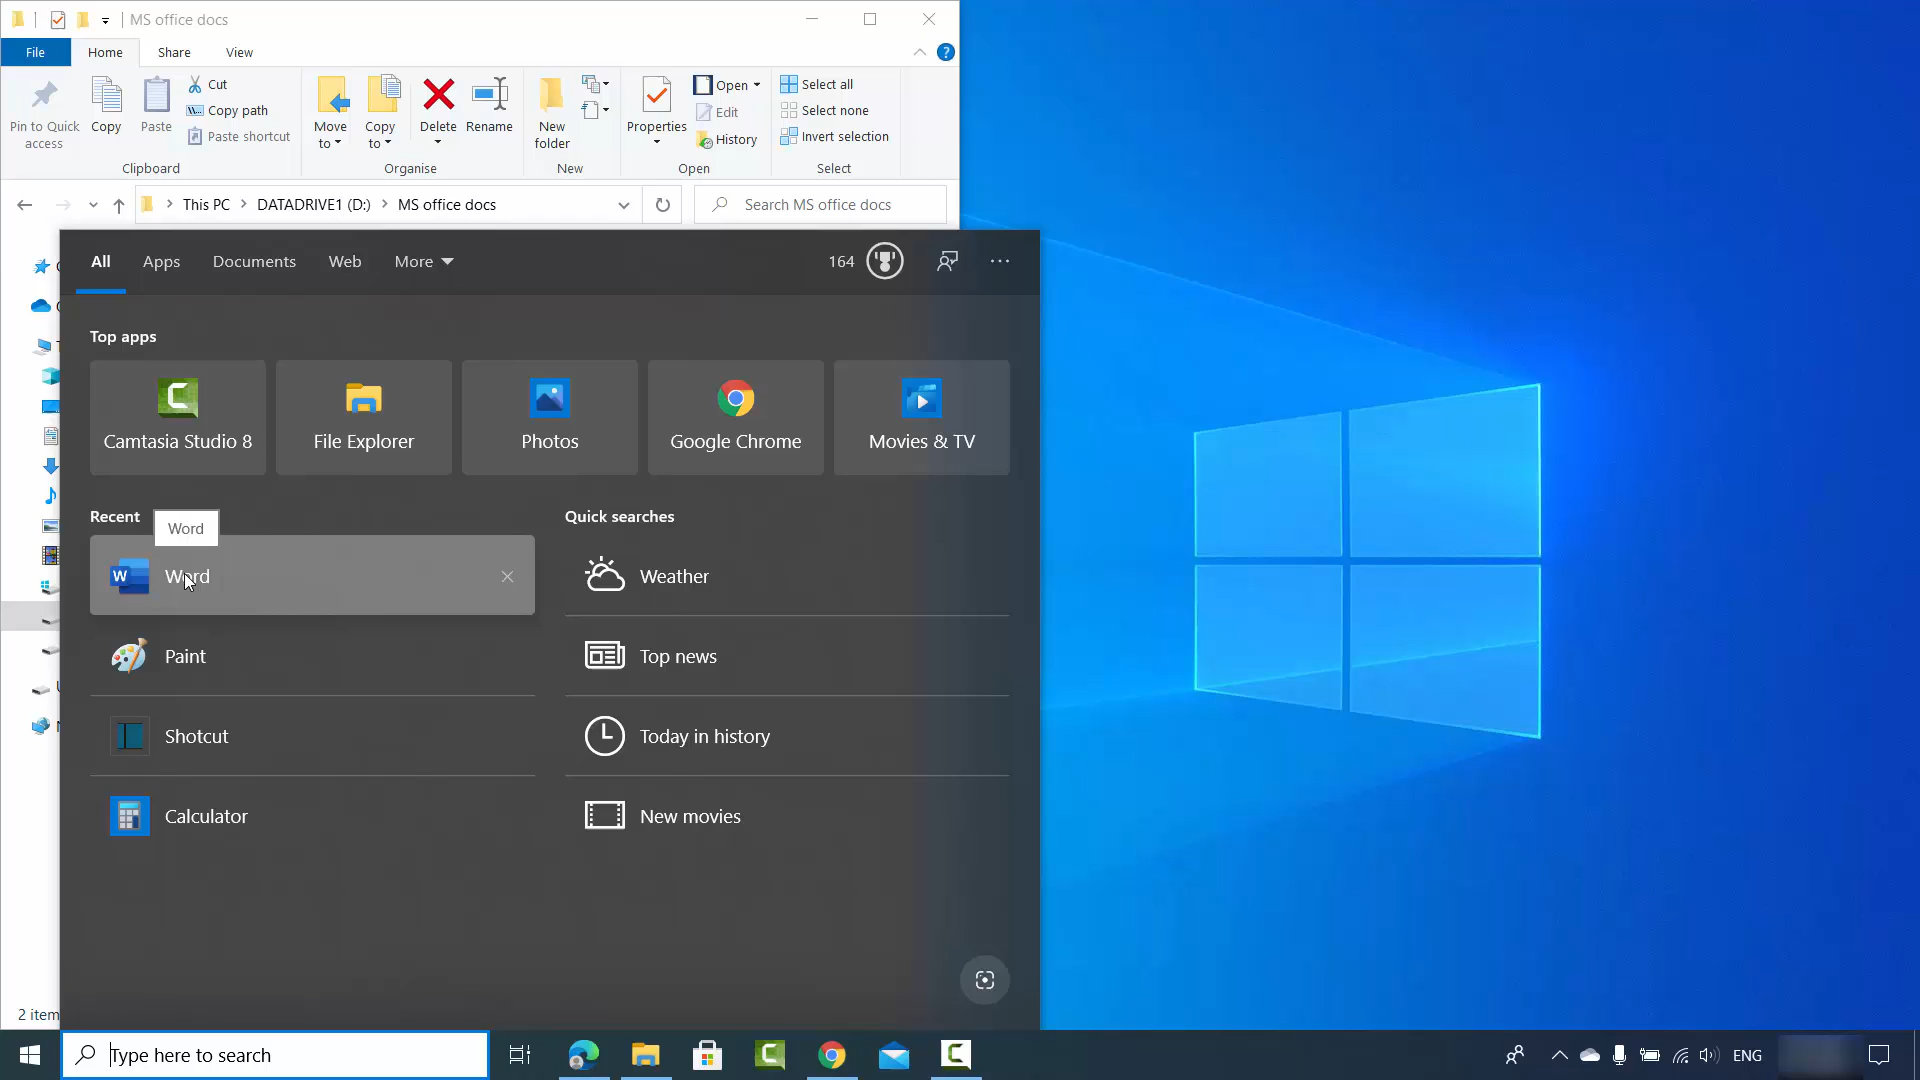 MS office docs
File Home Share View
Pin to Quick access
Copy
Paste
Cut
Copy path
Paste shortcut
Clipboard
Move to
Copy to
Delete
Rename
Organise
New folder
New
Properties
Open
Edit
History
Open
Select all
Select none
Invert selection
Select
This PC DATADRIVE1 (D:) MS office docs
Search MS office docs
All Apps Documents Web More 164
Top apps
Camtasia Studio 8
File Explorer
Photos
Google Chrome
Movies & TV
Recent
Word
Word
Paint
Shotcut
Calculator
Quick searches
Weather
Top news
Today in history
New movies
2 item
Type here to search
ENG